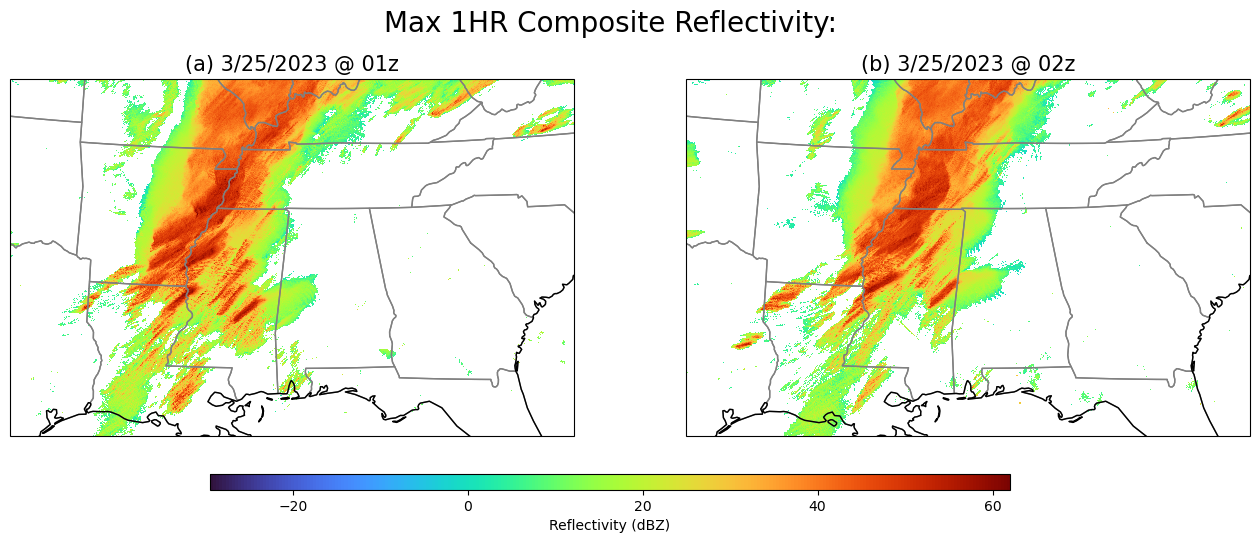 Max 1HR Composite Reflectivity:
(a) 3/25/2023 @ 01z
(b) 3/25/2023 @ 02z
−20 0 20 40 60
Reflectivity (dBZ)